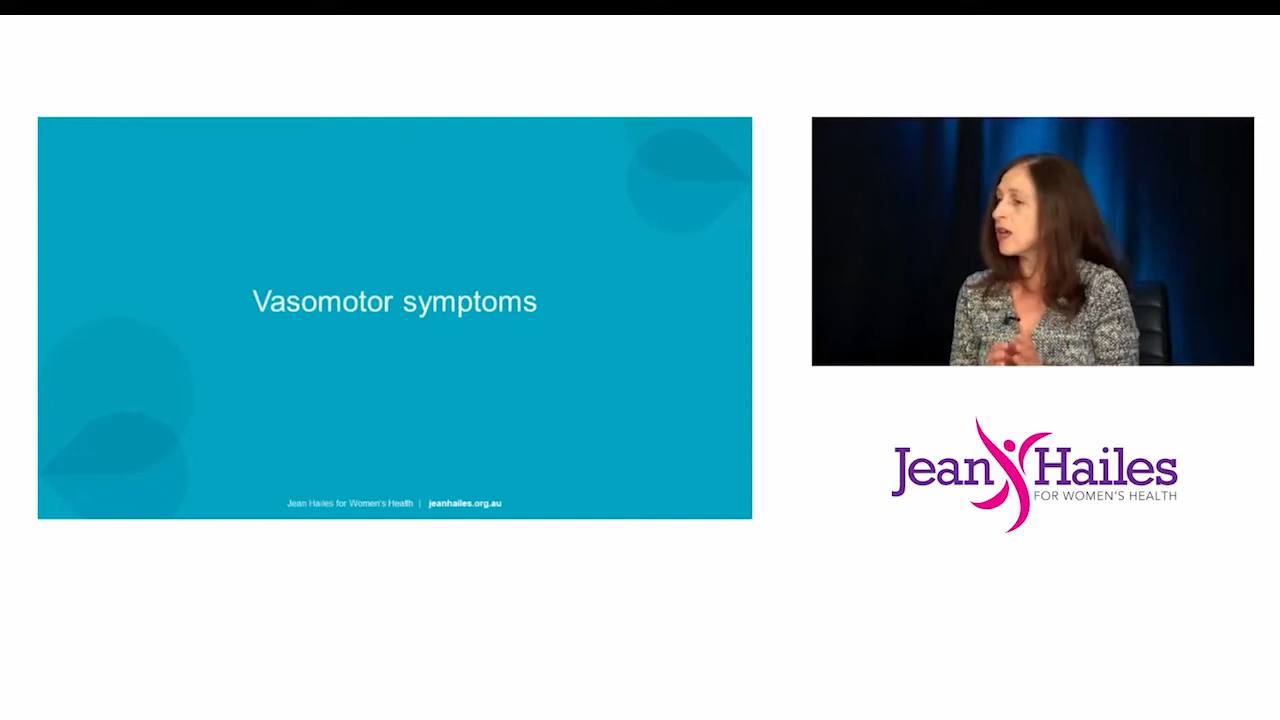 Vasomotor symptoms
Jean Hailes for Women's Health | jeanhailes.org.au
Jean Hailes
FOR WOMEN'S HEALTH